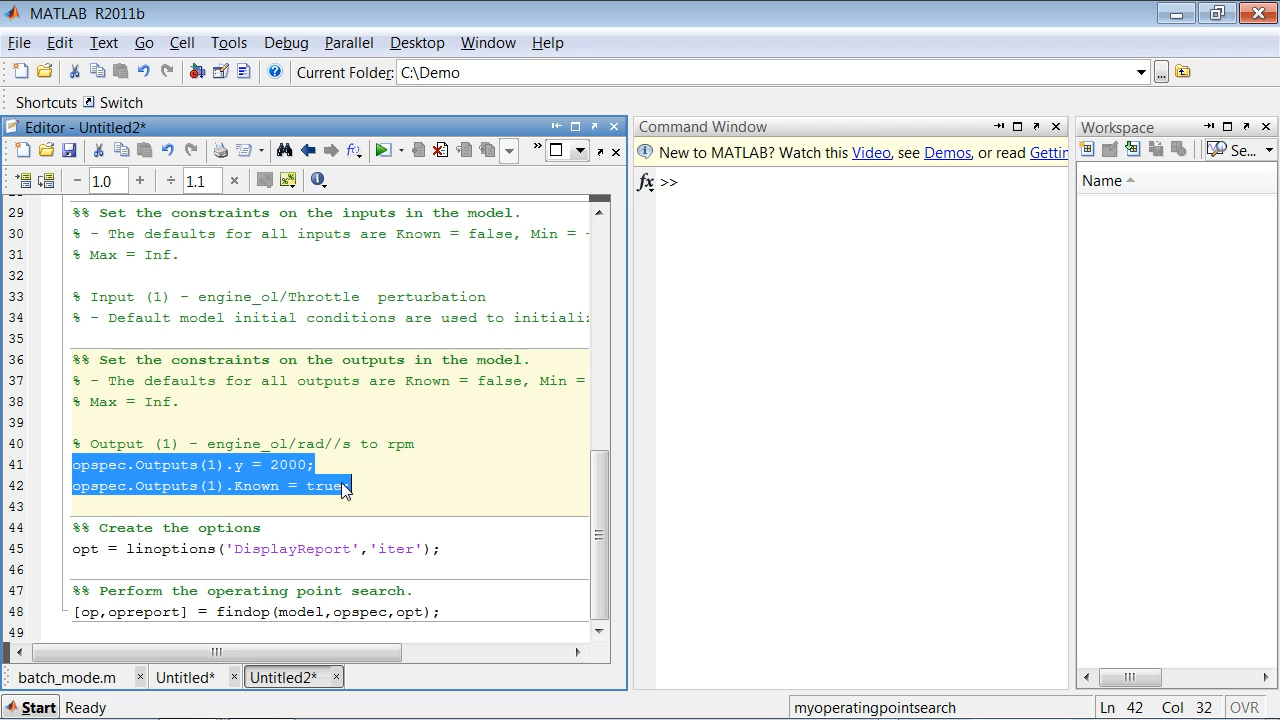 MATLAB R2011b
File Edit Text Go Cell Tools Debug Parallel Desktop Window Help
Current Folder: C:\Demo
Shortcuts Switch
Editor - Untitled2*
1.0 1.1
29 %% Set the constraints on the inputs in the model.
30 % - The defaults for all inputs are Known = false, Min = -
31 % Max = Inf.
32
33 % Input (1) - engine_ol/Throttle  perturbation
34 % - Default model initial conditions are used to initiali
35
36 %% Set the constraints on the outputs in the model.
37 % - The defaults for all outputs are Known = false, Min =
38 % Max = Inf.
39
40 % Output (1) - engine_ol/rad//s to rpm
41 opspec.Outputs(1).y = 2000;
42 opspec.Outputs(1).Known = true
43
44 %% Create the options
45 opt = linoptions('DisplayReport','iter');
46
47 %% Perform the operating point search.
48 [op,opreport] = findop(model,opspec,opt);
49
batch_mode.m Untitled* Untitled2*
Command Window
New to MATLAB? Watch this Video, see Demos, or read Gettin
fx >>
Workspace
Se...
Name
Start Ready
myoperatingpointsearch Ln 42 Col 32 OVR